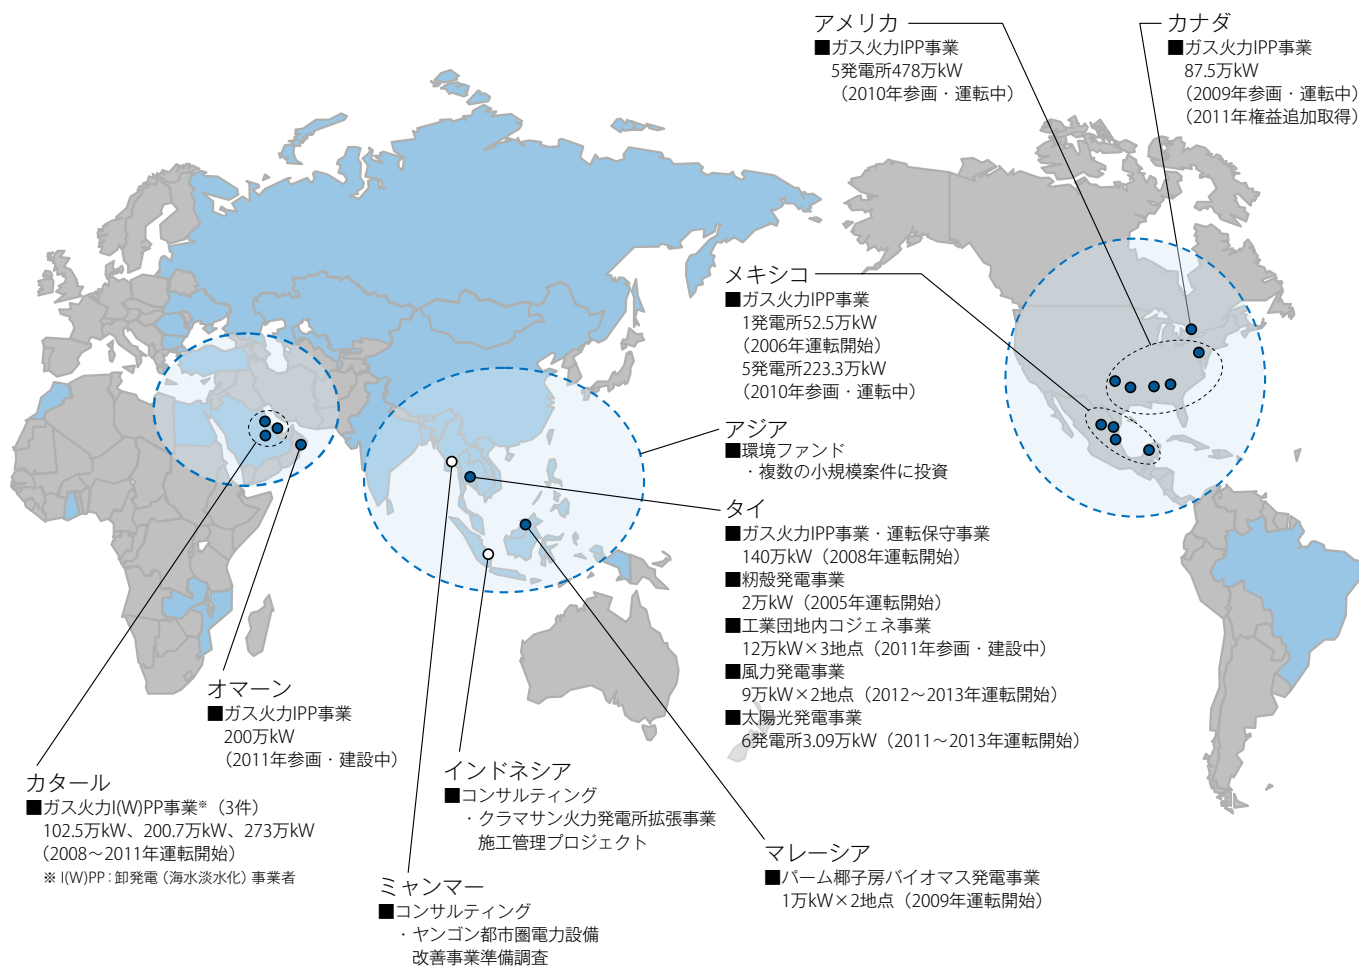 アメリカ
■ガス火力IPP事業
5発電所478万kW
（2010年参画・運転中）
カナダ
■ガス火力IPP事業
87.5万kW
（2009年参画・運転中）
（2011年権益追加取得）
メキシコ
■ガス火力IPP事業
1発電所52.5万kW
（2006年運転開始）
5発電所223.3万kW
（2010年参画・運転中）
アジア
■環境ファンド
・複数の小規模案件に投資
タイ
■ガス火力IPP事業・運転保守事業
140万kW（2008年運転開始）
■籾殻発電事業
2万kW（2005年運転開始）
■工業団地内コジェネ事業
12万kW×3地点（2011年参画・建設中）
■風力発電事業
9万kW×2地点（2012～2013年運転開始）
■太陽光発電事業
6発電所3.09万kW（2011～2013年運転開始）
オマーン
■ガス火力IPP事業
200万kW
（2011年参画・建設中）
カタール
■ガス火力I(W)PP事業※（3件）
102.5万kW、200.7万kW、273万kW
（2008～2011年運転開始）
※ I(W)PP：卸発電（海水淡水化）事業者
インドネシア
■コンサルティング
・クラマサン火力発電所拡張事業
施工管理プロジェクト
マレーシア
■パーム椰子房バイオマス発電事業
1万kW×2地点（2009年運転開始）
ミャンマー
■コンサルティング
・ヤンゴン都市圏電力設備
改善事業準備調査